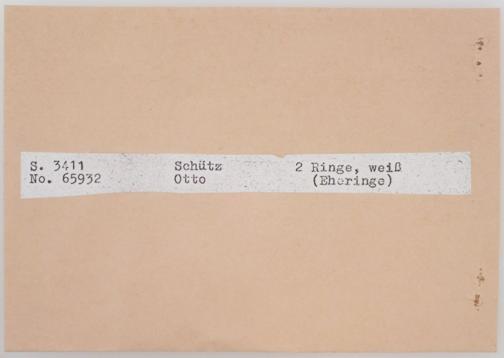 S. 3411 Schütz 2 Ringe, weiß
No. 65932 Otto (Eheringe)